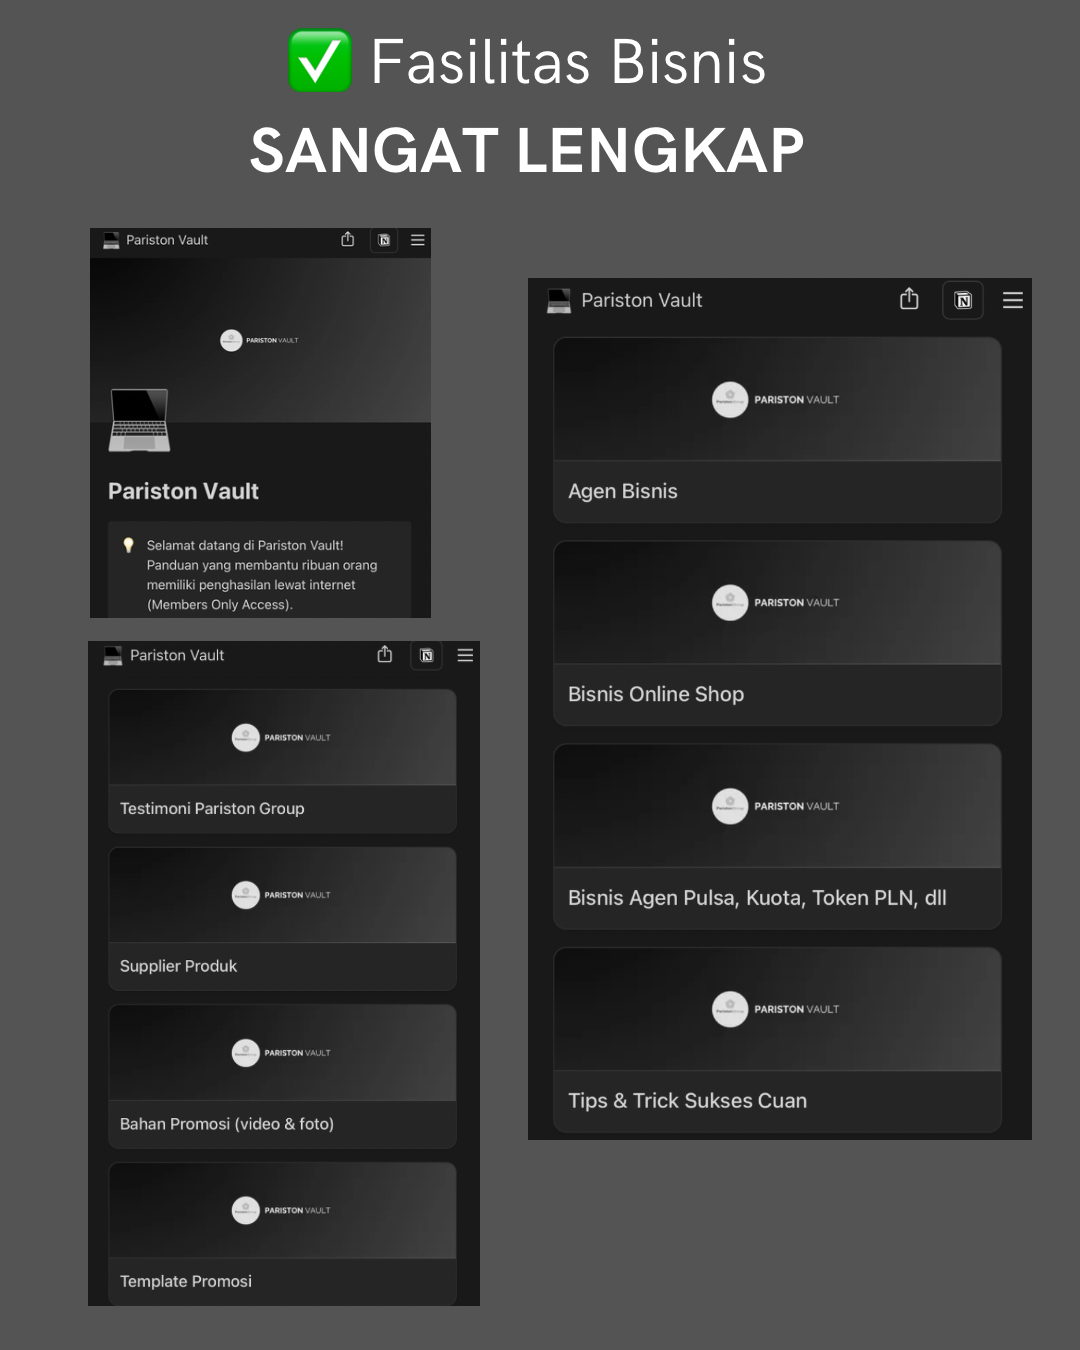 ✅ Fasilitas Bisnis
SANGAT LENGKAP
Pariston Vault
PARISTON VAULT
Pariston Vault
Selamat datang di Pariston Vault!
Panduan yang membantu ribuan orang
memiliki penghasilan lewat internet
(Members Only Access).
Pariston Vault
PARISTON VAULT
Testimoni Pariston Group
PARISTON VAULT
Supplier Produk
PARISTON VAULT
Bahan Promosi (video & foto)
PARISTON VAULT
Template Promosi
Pariston Vault
PARISTON VAULT
Agen Bisnis
PARISTON VAULT
Bisnis Online Shop
PARISTON VAULT
Bisnis Agen Pulsa, Kuota, Token PLN, dll
PARISTON VAULT
Tips & Trick Sukses Cuan